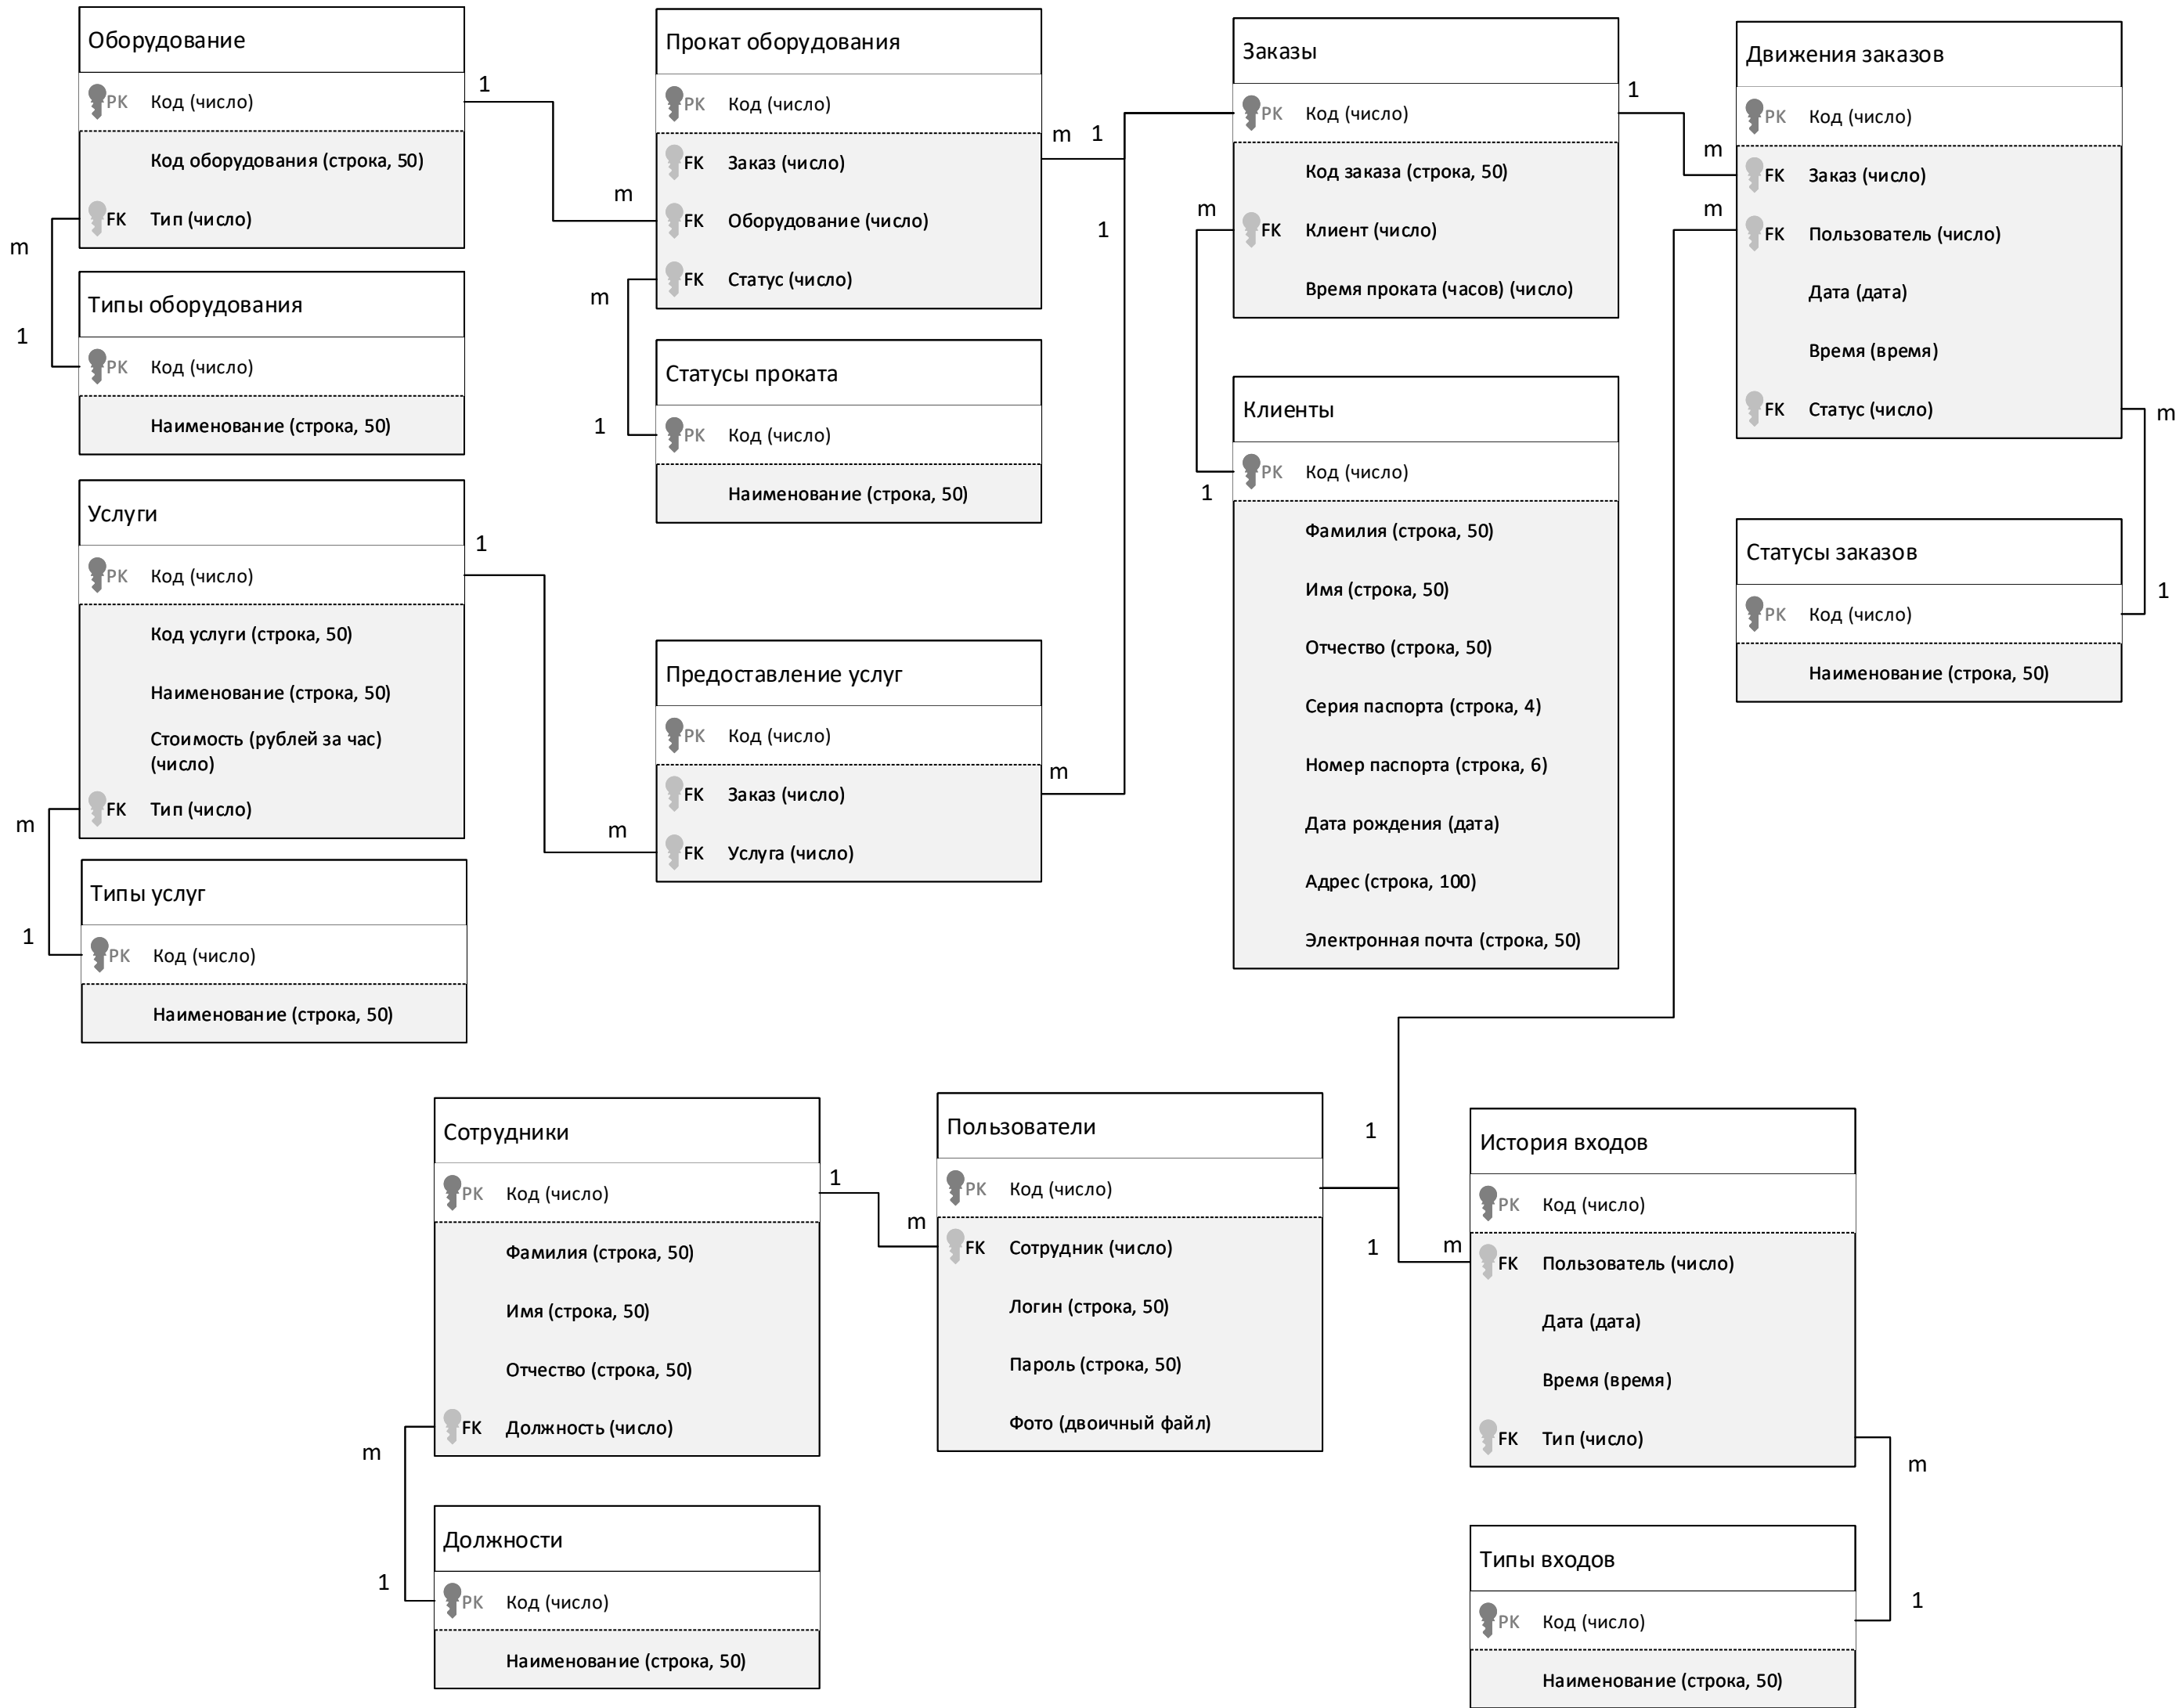 Оборудование
PK Код (число)
Код оборудования (строка, 50)
FK Тип (число)
1
m
m
1
Типы оборудования
PK Код (число)
Наименование (строка, 50)
Услуги
PK Код (число)
Код услуги (строка, 50)
Наименование (строка, 50)
Стоимость (рублей за час)
(число)
FK Тип (число)
1
m
m
1
Типы услуг
PK Код (число)
Наименование (строка, 50)
Прокат оборудования
PK Код (число)
FK Заказ (число)
FK Оборудование (число)
FK Статус (число)
m 1
m
1
1
Статусы проката
PK Код (число)
Наименование (строка, 50)
Предоставление услуг
PK Код (число)
FK Заказ (число)
FK Услуга (число)
m
Заказы
PK Код (число)
Код заказа (строка, 50)
FK Клиент (число)
Время проката (часов) (число)
m
1
Клиенты
PK Код (число)
Фамилия (строка, 50)
Имя (строка, 50)
Отчество (строка, 50)
Серия паспорта (строка, 4)
Номер паспорта (строка, 6)
Дата рождения (дата)
Адрес (строка, 100)
Электронная почта (строка, 50)
1
m
m
Движения заказов
PK Код (число)
FK Заказ (число)
FK Пользователь (число)
Дата (дата)
Время (время)
FK Статус (число)
m
1
Статусы заказов
PK Код (число)
Наименование (строка, 50)
Сотрудники
PK Код (число)
Фамилия (строка, 50)
Имя (строка, 50)
Отчество (строка, 50)
FK Должность (число)
m
1
Должности
PK Код (число)
Наименование (строка, 50)
1
m
Пользователи
PK Код (число)
FK Сотрудник (число)
Логин (строка, 50)
Пароль (строка, 50)
Фото (двоичный файл)
1
1
m
История входов
PK Код (число)
FK Пользователь (число)
Дата (дата)
Время (время)
FK Тип (число)
m
1
Типы входов
PK Код (число)
Наименование (строка, 50)